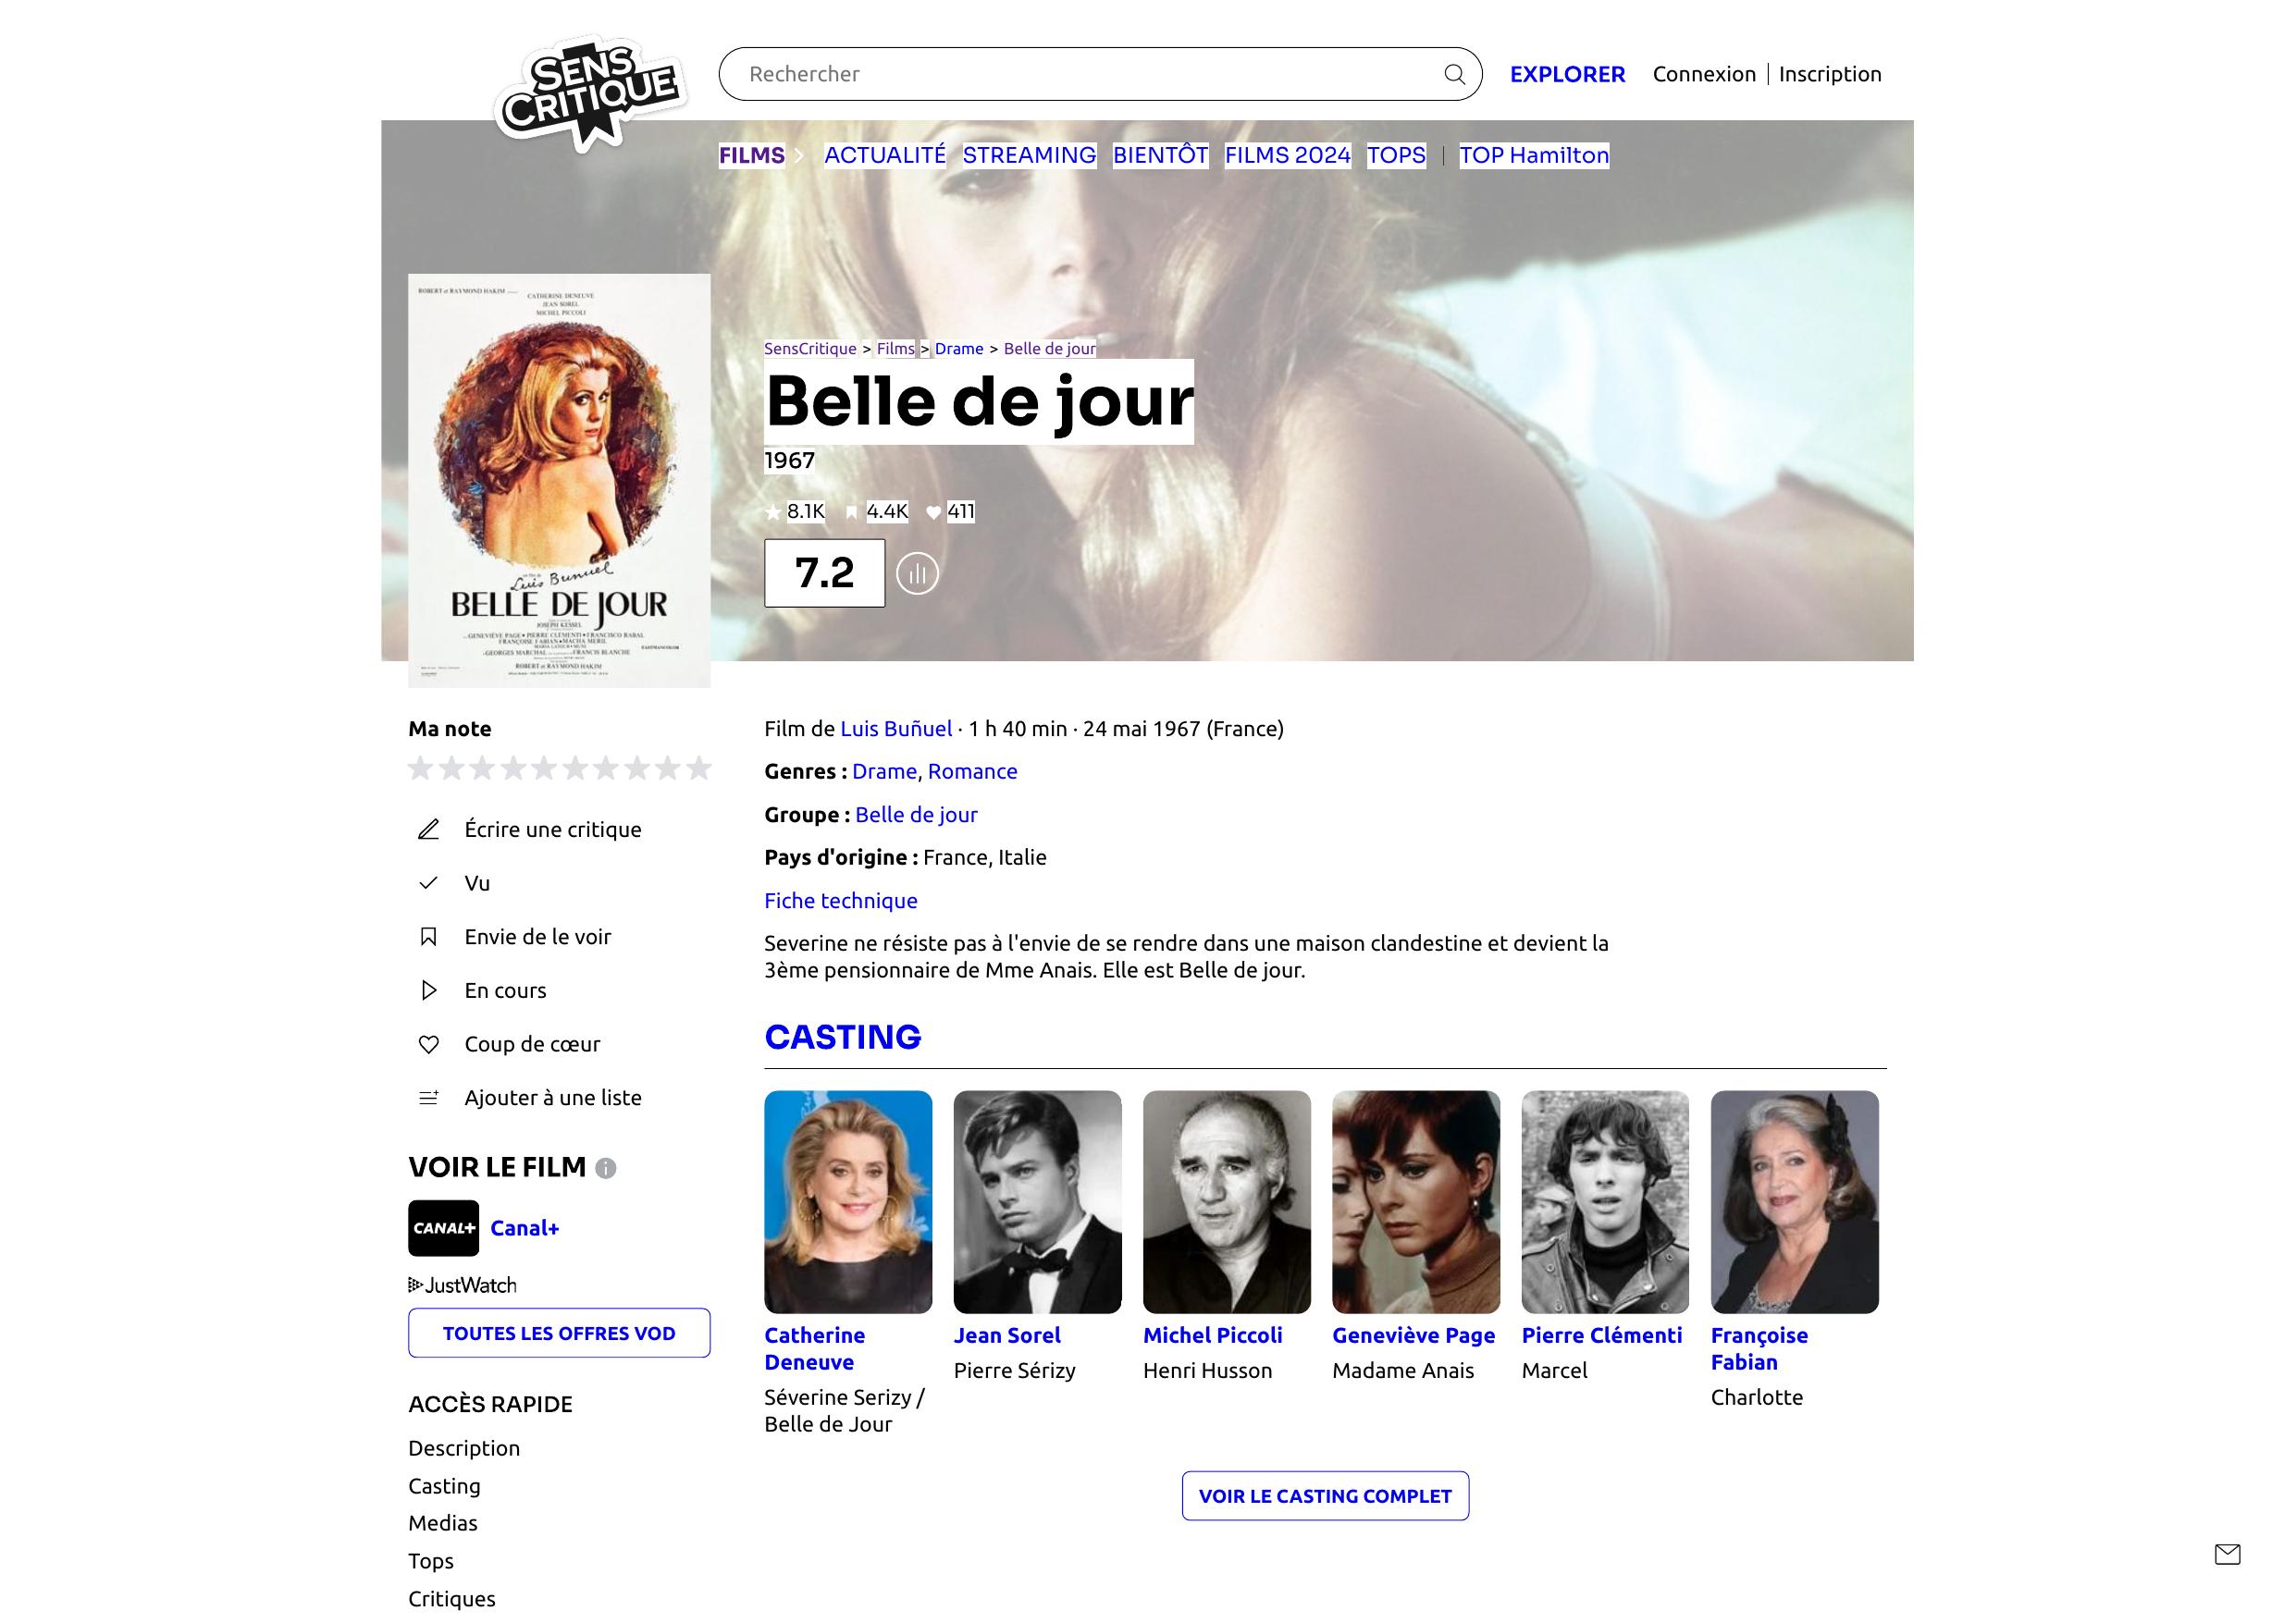 SENS CRITIQUE
Rechercher
EXPLORER
Connexion | Inscription
FILMS
ACTUALITÉ STREAMING BIENTÔT FILMS 2024 TOPS | TOP Hamilton
ROBERT et RAYMOND HAKIM
CATHERINE DENEUVE
JEAN SOREL
MICHEL PICCOLI
Luis Bunuel
BELLE DE JOUR
JOSEPH KESSEL
GENEVIÈVE PAGE • PIERRE CLÉMENTI • FRANCISCO RABAL
FRANÇOISE FABIAN • MACHA MERIL
GEORGES MARCHAL
FRANCIS BLANCHE
EASTMANCOLOR
ROBERT et RAYMOND HAKIM
SensCritique > Films > Drame > Belle de jour
Belle de jour
1967
8.1K 4.4K 411
7.2
Ma note
Écrire une critique
Vu
Envie de le voir
En cours
Coup de cœur
Ajouter à une liste
VOIR LE FILM
CANAL+ Canal+
JustWatch
TOUTES LES OFFRES VOD
ACCÈS RAPIDE
Description
Casting
Medias
Tops
Critiques
Film de Luis Buñuel · 1 h 40 min · 24 mai 1967 (France)
Genres : Drame, Romance
Groupe : Belle de jour
Pays d'origine : France, Italie
Fiche technique
Severine ne résiste pas à l'envie de se rendre dans une maison clandestine et devient la
3ème pensionnaire de Mme Anais. Elle est Belle de jour.
CASTING
Catherine
Deneuve
Séverine Serizy /
Belle de Jour
Jean Sorel
Pierre Sérizy
Michel Piccoli
Henri Husson
Geneviève Page
Madame Anais
Pierre Clémenti
Marcel
Françoise
Fabian
Charlotte
VOIR LE CASTING COMPLET